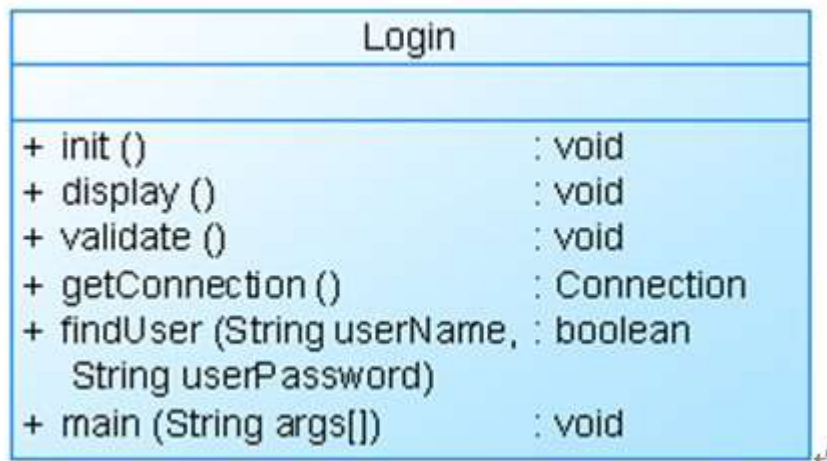 Login
+ init () : void
+ display () : void
+ validate () : void
+ getConnection () : Connection
+ findUser (String userName, : boolean
String userPassword)
+ main (String args[]) : void